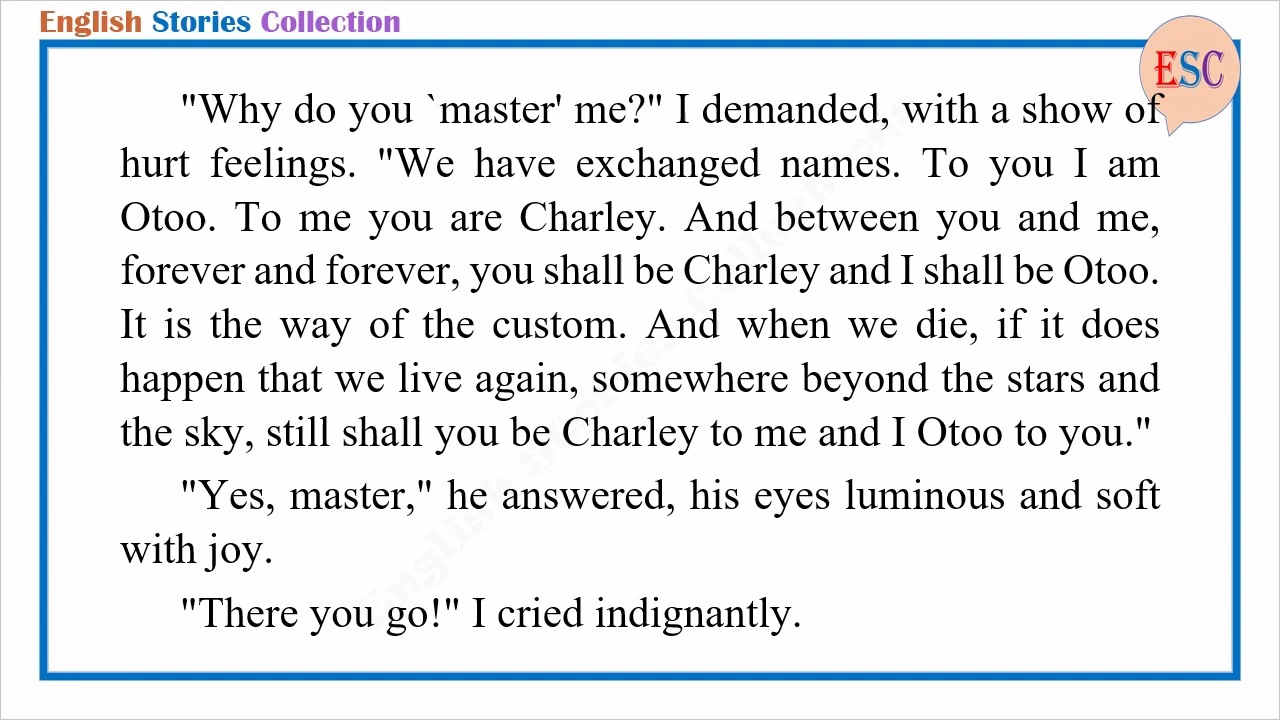 English Stories Collection
ESC
"Why do you `master' me?" I demanded, with a show of
hurt feelings. "We have exchanged names. To you I am
Otoo. To me you are Charley. And between you and me,
forever and forever, you shall be Charley and I shall be Otoo.
It is the way of the custom. And when we die, if it does
happen that we live again, somewhere beyond the stars and
the sky, still shall you be Charley to me and I Otoo to you."
"Yes, master," he answered, his eyes luminous and soft
with joy.
"There you go!" I cried indignantly.
English Stories Collection